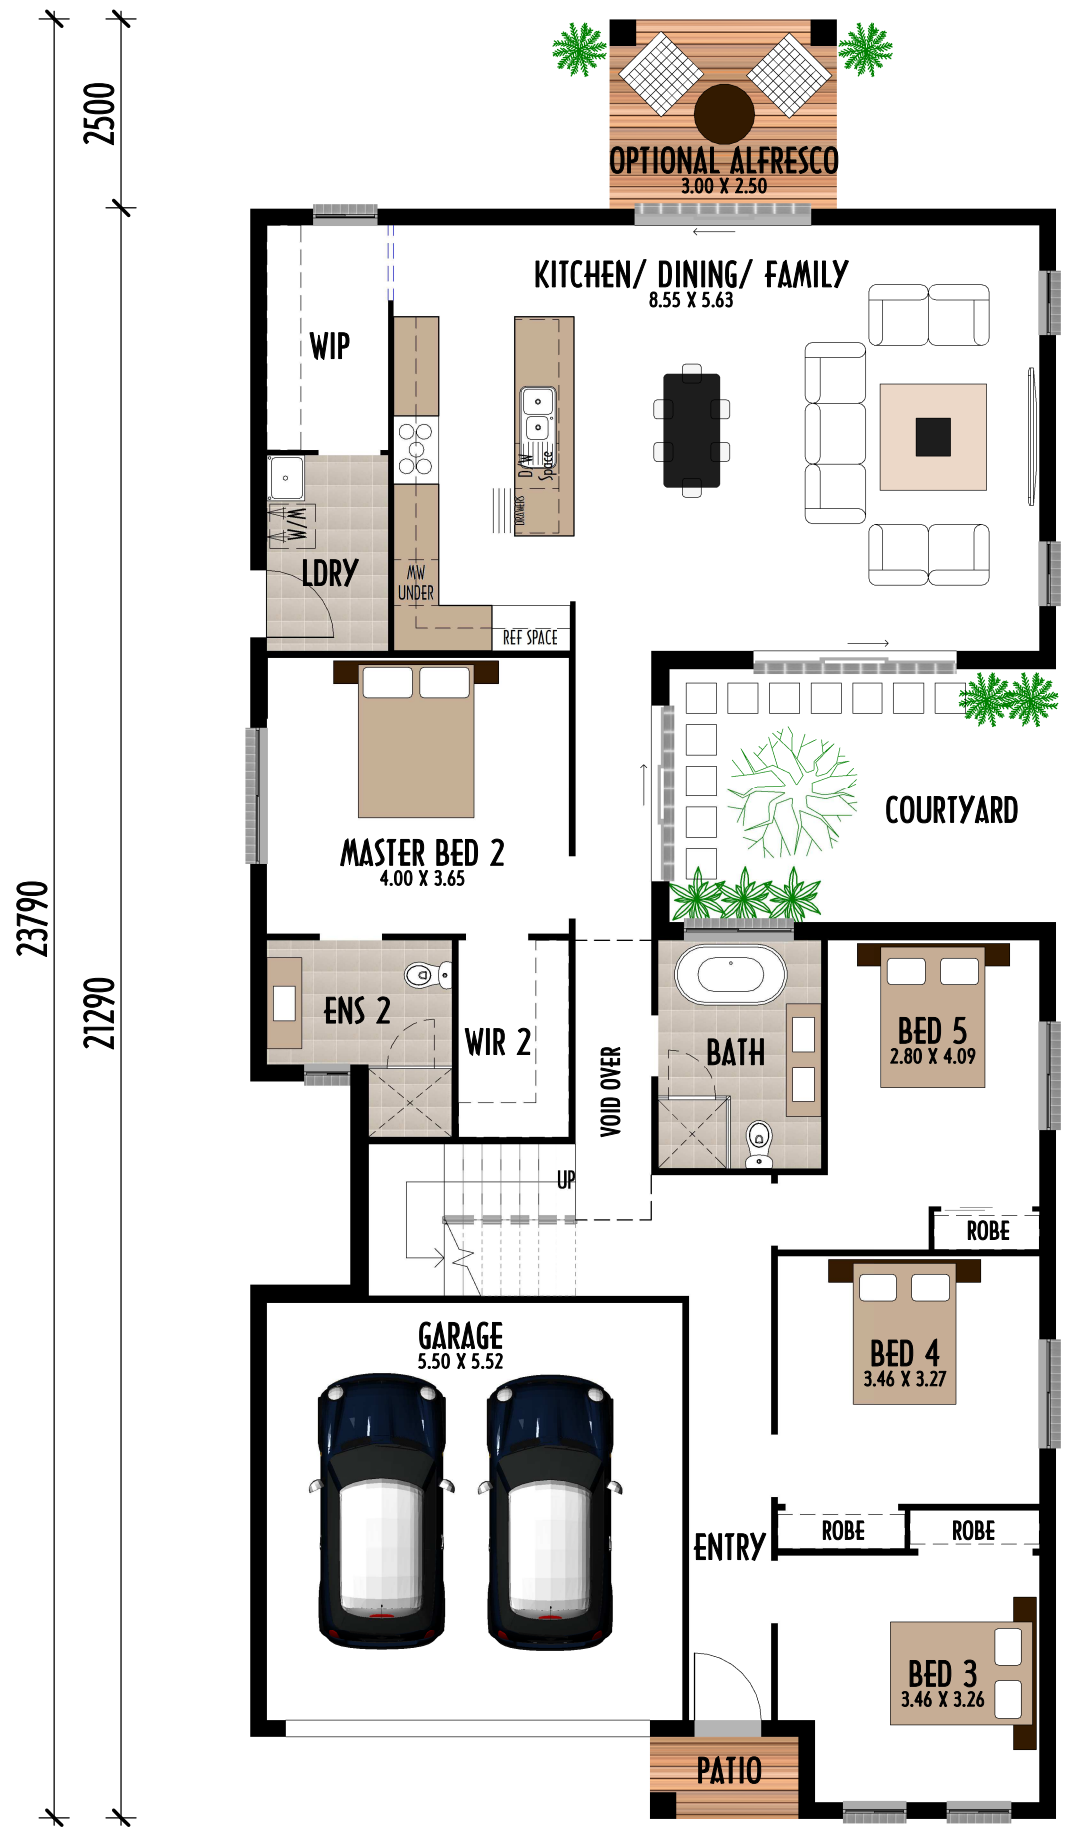 2500
OPTIONAL ALFRESCO
3.00 X 2.50
KITCHEN/ DINING/ FAMILY
8.55 X 5.63
WIP
D/W
Space
DRAWERS
W/M
LDRY
MW
UNDER
REF SPACE
COURTYARD
MASTER BED 2
4.00 X 3.65
23790
21290
ENS 2
WIR 2
VOID OVER
BATH
BED 5
2.80 X 4.09
UP
ROBE
GARAGE
5.50 X 5.52
BED 4
3.46 X 3.27
ENTRY
ROBE
ROBE
BED 3
3.46 X 3.26
PATIO